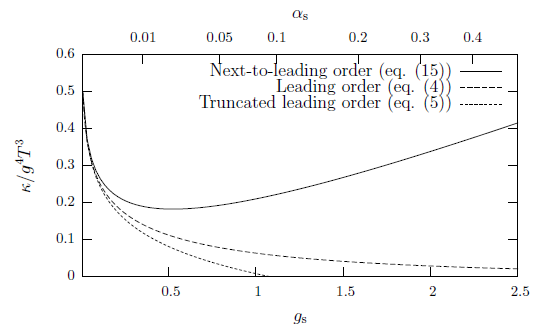 αs
0.01 0.05 0.1 0.2 0.3 0.4
0.6
Next-to-leading order (eq. (15))
Leading order (eq. (4))
Truncated leading order (eq. (5))
0.5
0.4
0.3
0.2
0.1
0
κ/g⁴T³
0.5 1 1.5 2 2.5
gs